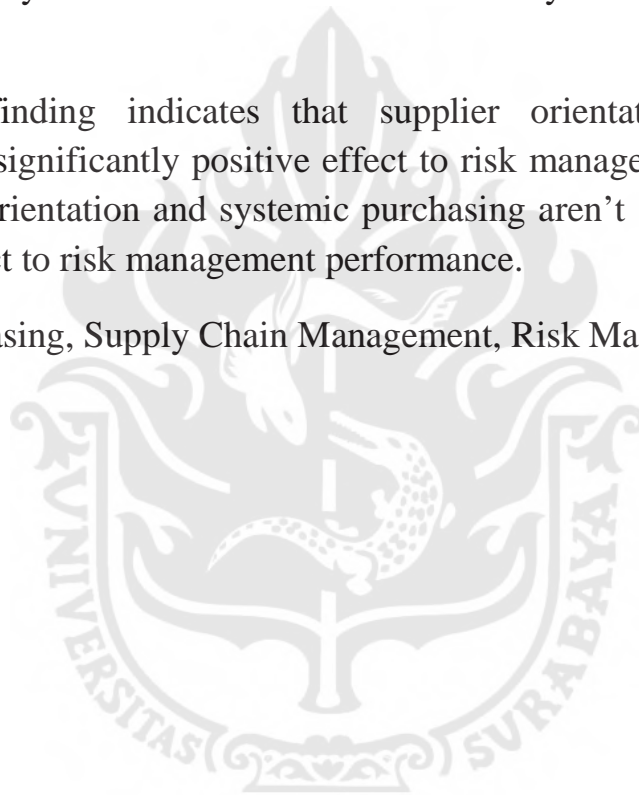 finding indicates that supplier orientat
significantly positive effect to risk manage
rientation and systemic purchasing aren't
ct to risk management performance.
asing, Supply Chain Management, Risk Ma
UNIVERSITAS SURABAYA